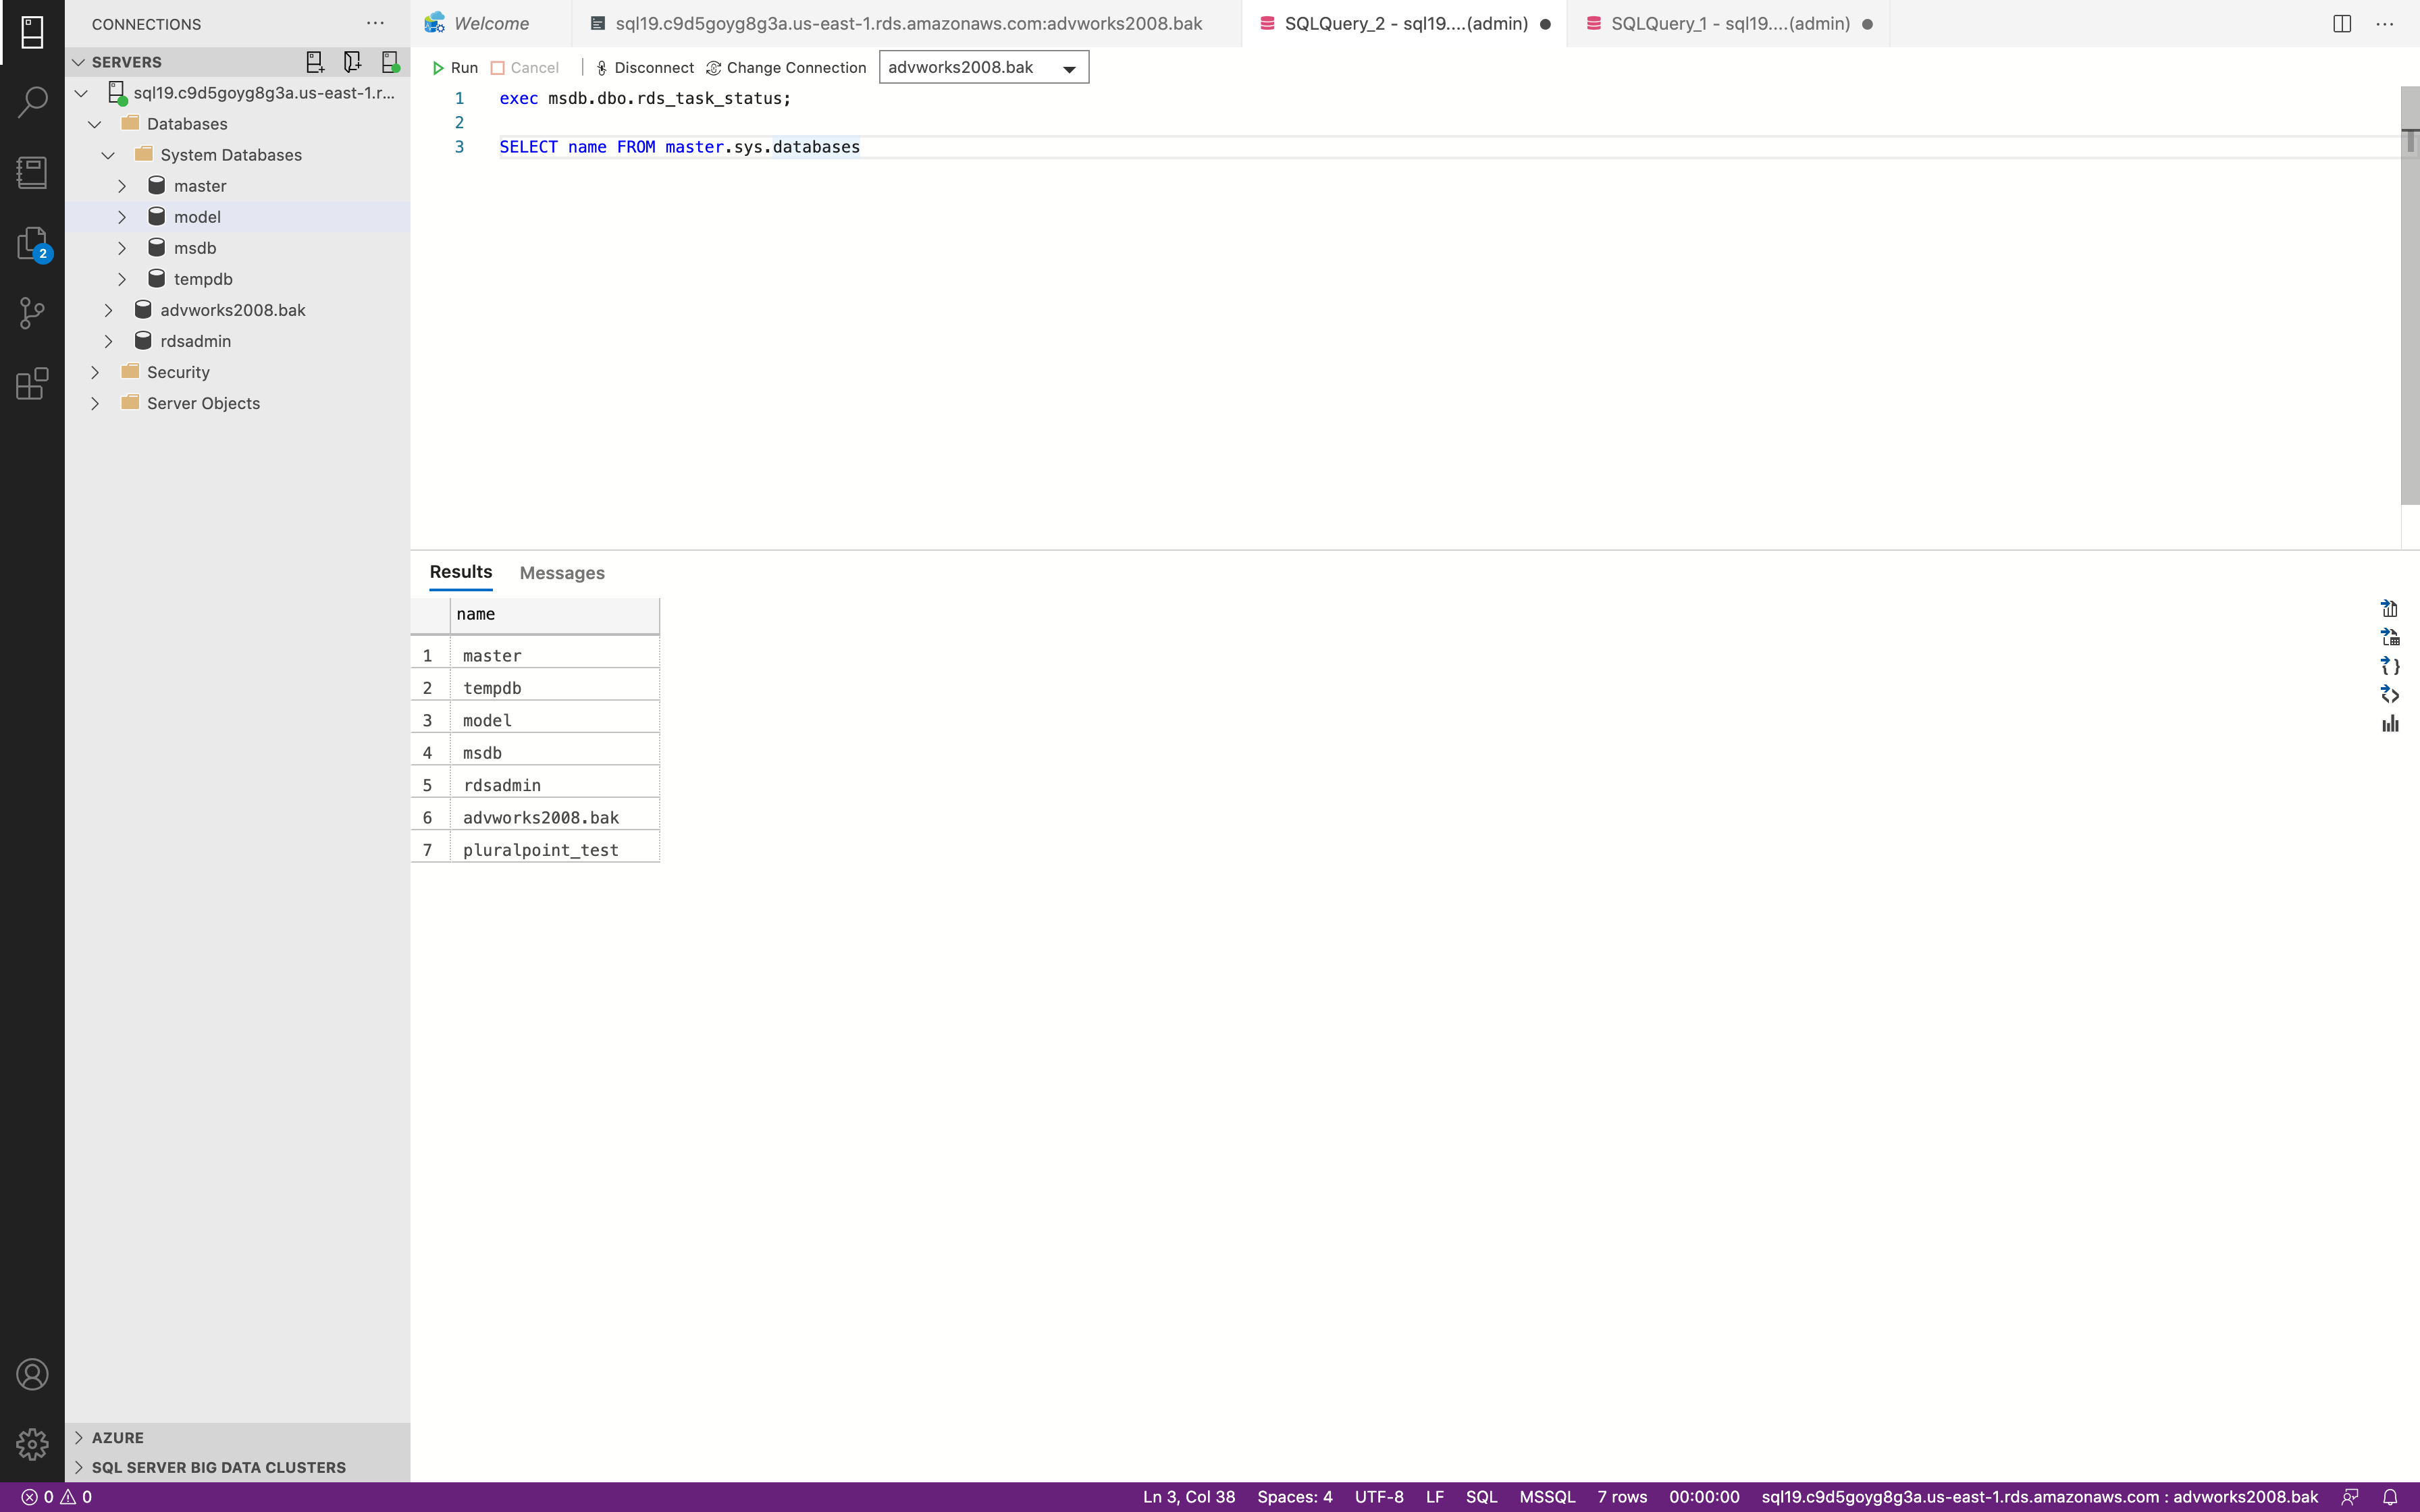 CONNECTIONS
SERVERS
sql19.c9d5goyg8g3a.us-east-1.r...
Databases
System Databases
master
model
msdb
tempdb
advworks2008.bak
rdsadmin
Security
Server Objects
2
AZURE
SQL SERVER BIG DATA CLUSTERS
Welcome
sql19.c9d5goyg8g3a.us-east-1.rds.amazonaws.com:advworks2008.bak
SQLQuery_2 - sql19....(admin)
SQLQuery_1 - sql19....(admin)
Run Cancel Disconnect Change Connection advworks2008.bak
1 exec msdb.dbo.rds_task_status;
2
3 SELECT name FROM master.sys.databases
Results Messages
name
1 master
2 tempdb
3 model
4 msdb
5 rdsadmin
6 advworks2008.bak
7 pluralpoint_test
0 0 Ln 3, Col 38 Spaces: 4 UTF-8 LF SQL MSSQL 7 rows 00:00:00 sql19.c9d5goyg8g3a.us-east-1.rds.amazonaws.com : advworks2008.bak